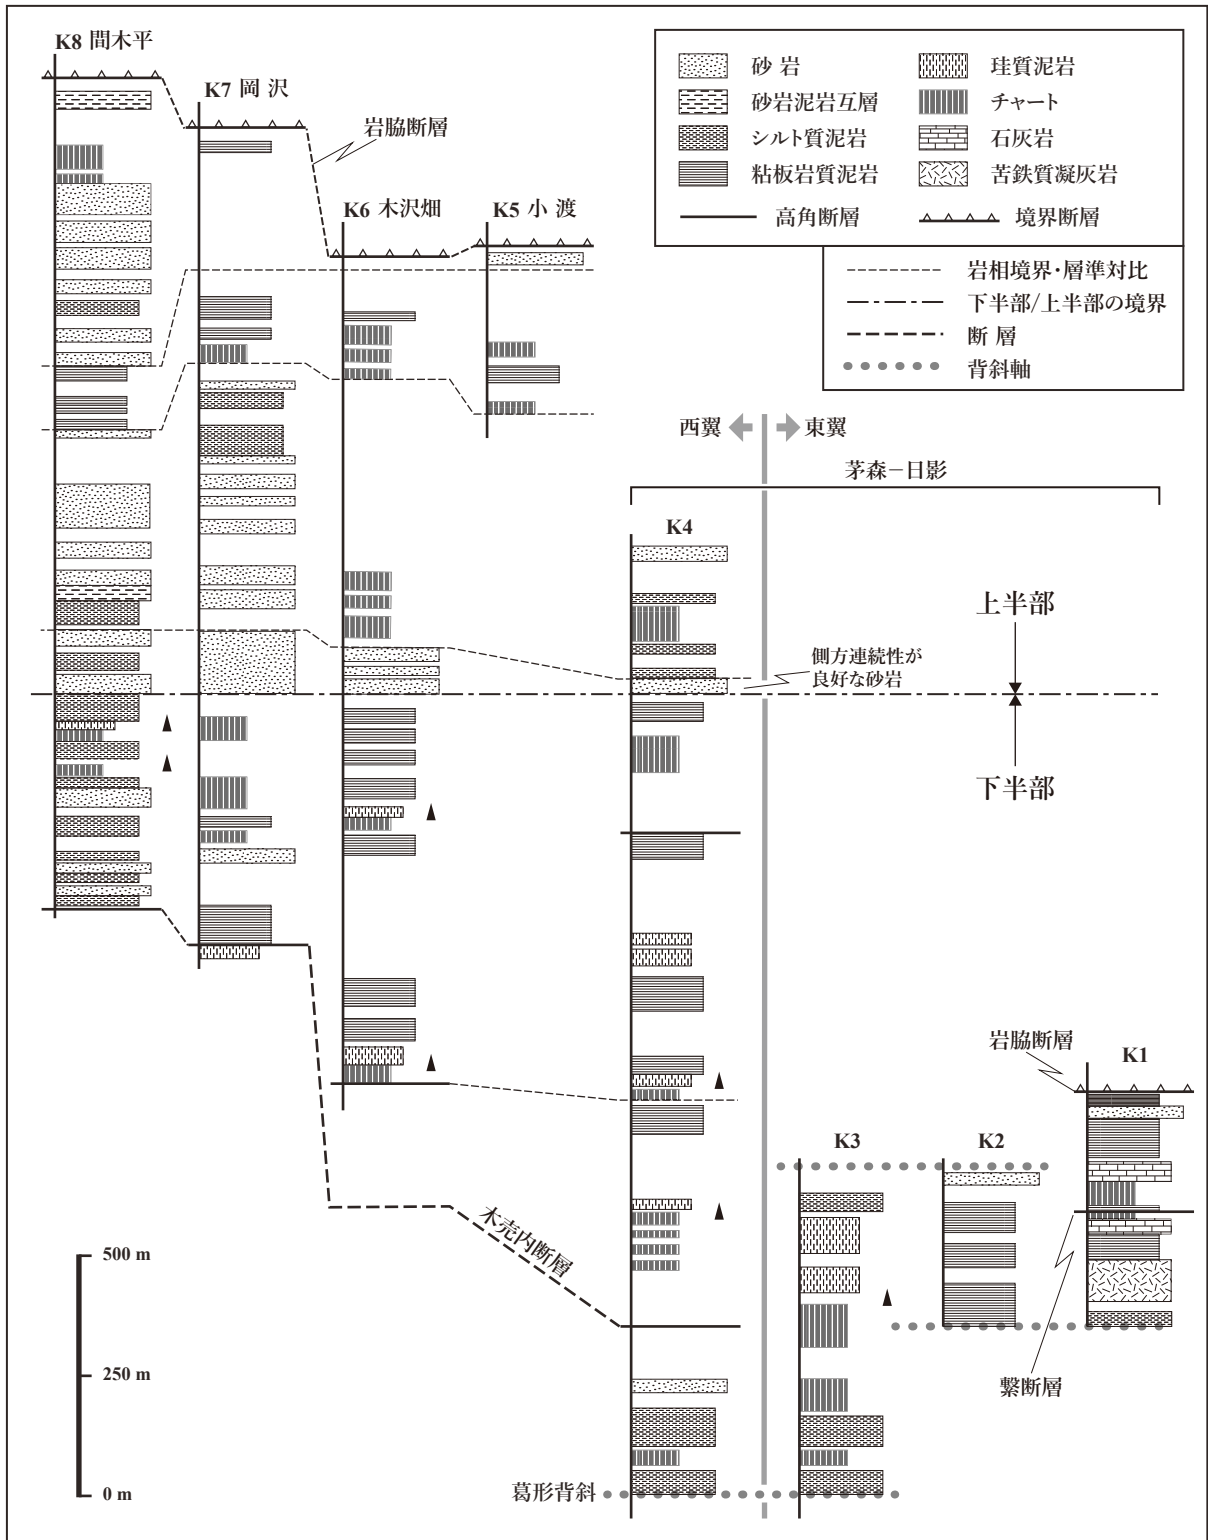 K8 間木平
K7 岡 沢
岩脇断層
K6 木沢畑
K5 小 渡
砂 岩
砂岩泥岩互層
シルト質泥岩
粘板岩質泥岩
高角断層
珪質泥岩
チャート
石灰岩
苦鉄質凝灰岩
境界断層
岩相境界・層準対比
下半部/上半部の境界
断 層
背斜軸
西翼
東翼
茅森−日影
K4
上半部
側方連続性が
良好な砂岩
下半部
岩脇断層
K1
K3
K2
木売内断層
繋断層
葛形背斜
500 m
250 m
0 m